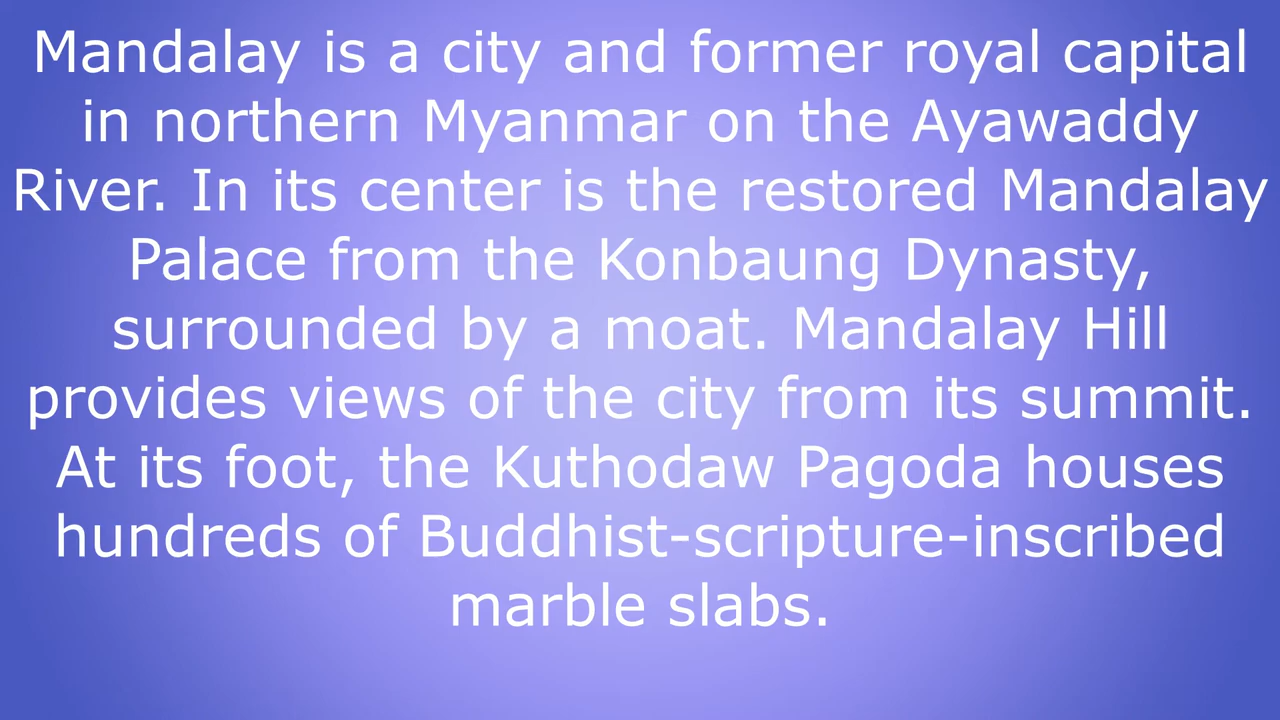 Mandalay is a city and former royal capital
in northern Myanmar on the Ayawaddy
River. In its center is the restored Mandalay
Palace from the Konbaung Dynasty,
surrounded by a moat. Mandalay Hill
provides views of the city from its summit.
At its foot, the Kuthodaw Pagoda houses
hundreds of Buddhist-scripture-inscribed
marble slabs.